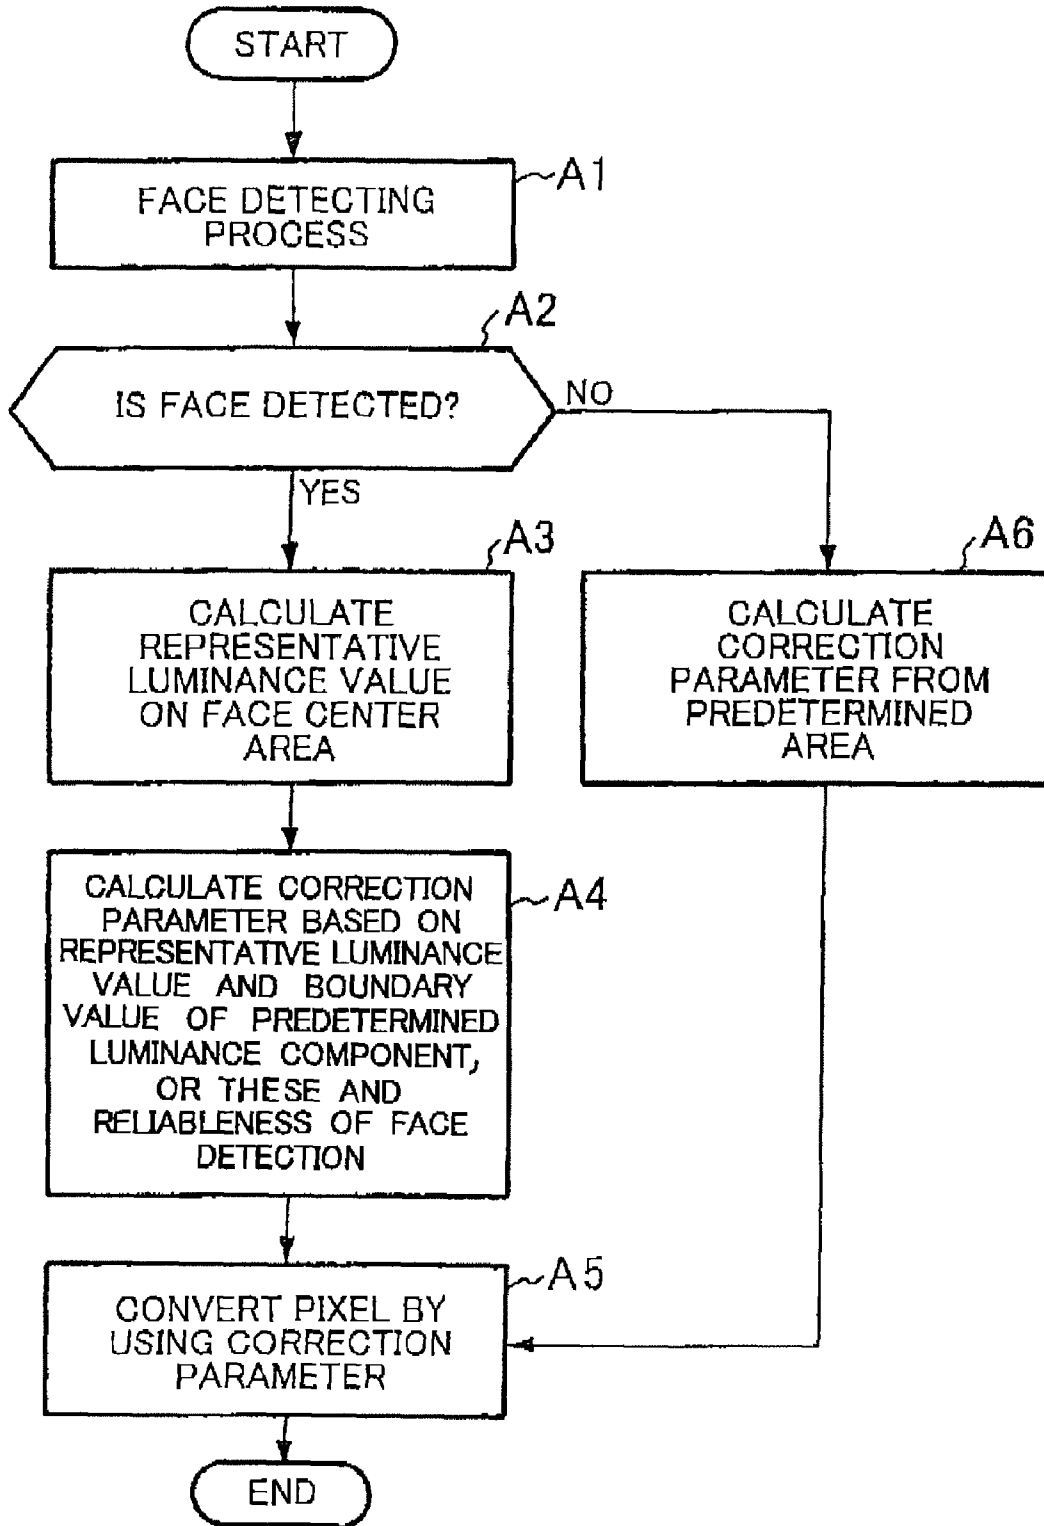 START
A1
FACE DETECTING
PROCESS
A2
IS FACE DETECTED?
NO
YES
A3
CALCULATE
REPRESENTATIVE
LUMINANCE VALUE
ON FACE CENTER
AREA
A6
CALCULATE
CORRECTION
PARAMETER FROM
PREDETERMINED
AREA
A4
CALCULATE CORRECTION
PARAMETER BASED ON
REPRESENTATIVE LUMINANCE
VALUE AND BOUNDARY
VALUE OF PREDETERMINED
LUMINANCE COMPONENT,
OR THESE AND
RELIABLENESS OF FACE
DETECTION
A5
CONVERT PIXEL BY
USING CORRECTION
PARAMETER
END